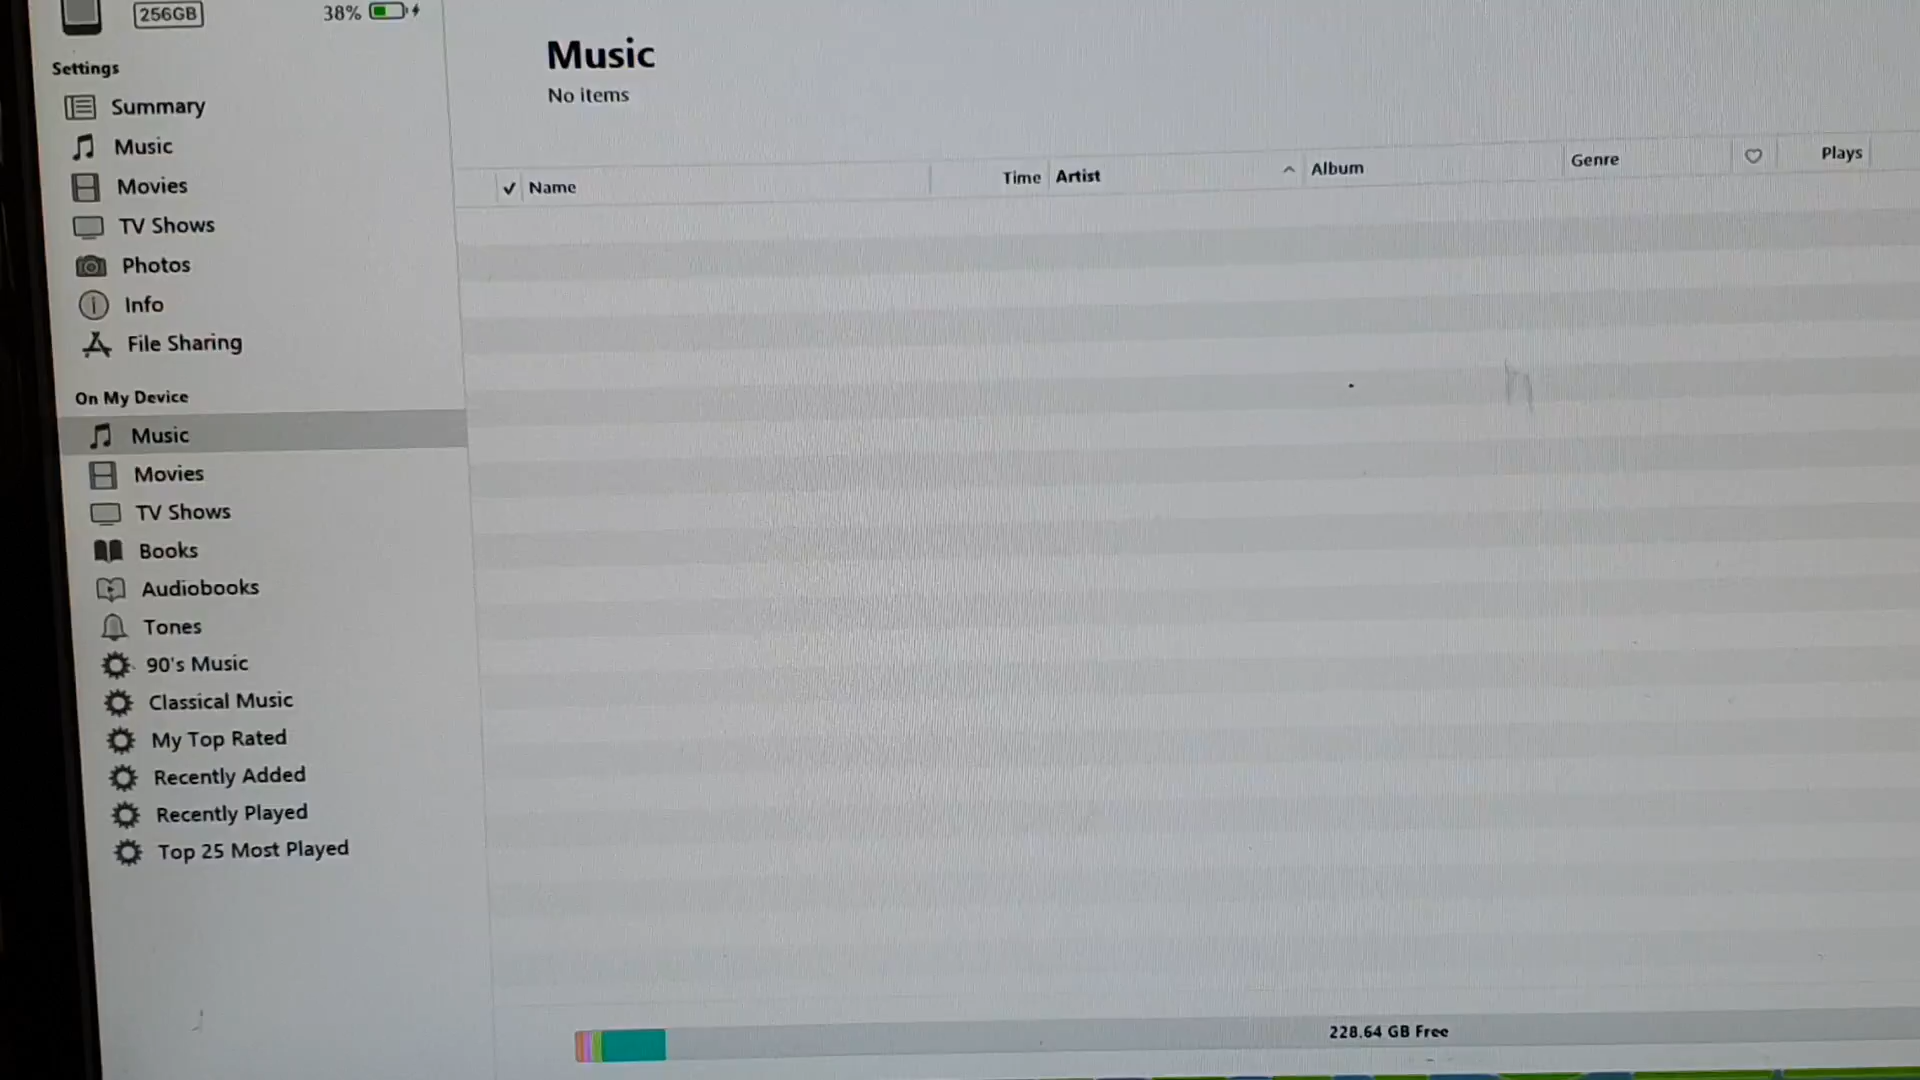 256GB
38%
Settings
Summary
Music
Movies
TV Shows
Photos
Info
File Sharing
On My Device
Music
Movies
TV Shows
Books
Audiobooks
Tones
90's Music
Classical Music
My Top Rated
Recently Added
Recently Played
Top 25 Most Played
Music
No items
Name Time Artist Album Genre Plays
228.64 GB Free